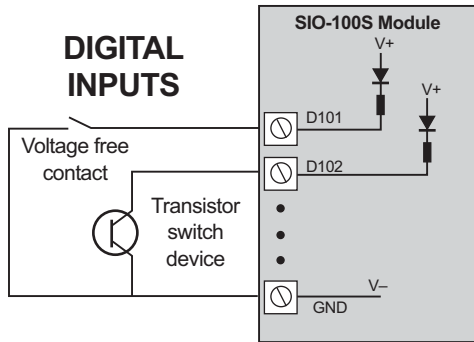 SIO-100S Module
DIGITAL
INPUTS
V+
V+
D101
Voltage free
contact
D102
Transistor
switch
device
V–
GND